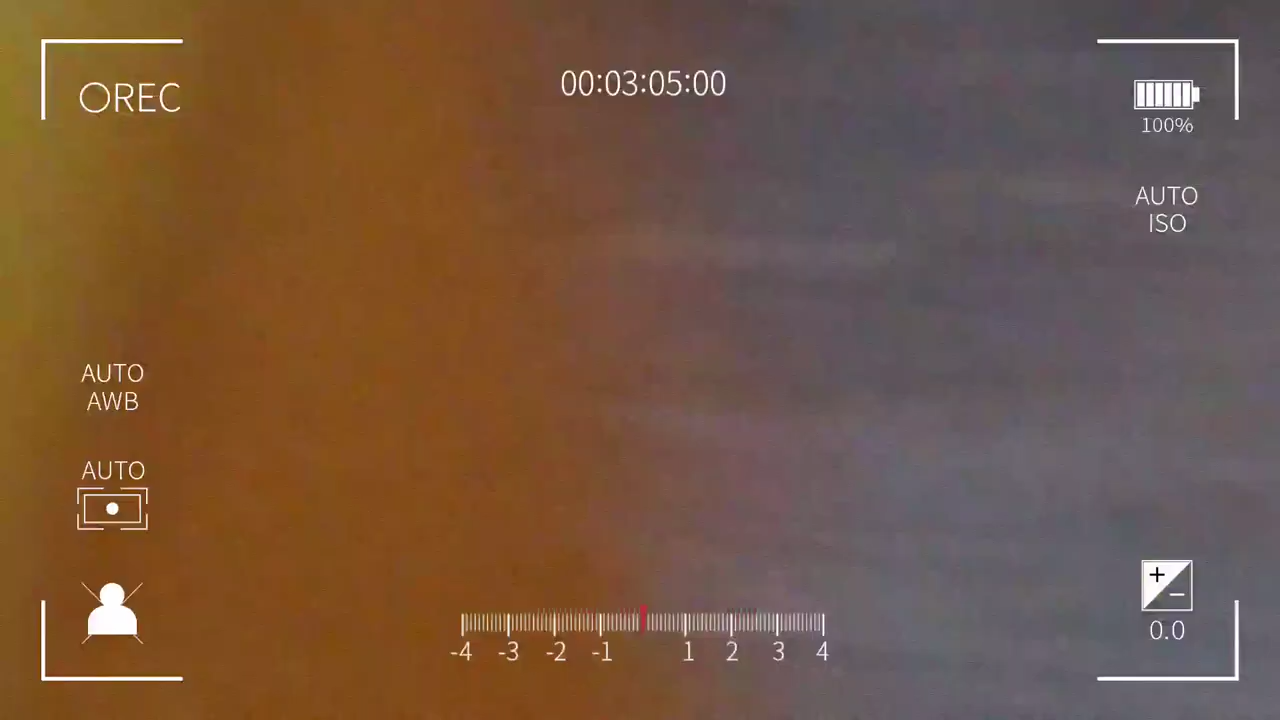 ○REC
00:03:05:00
100%
AUTO
ISO
AUTO
AWB
AUTO
+
−
0.0
-4 -3 -2 -1 1 2 3 4